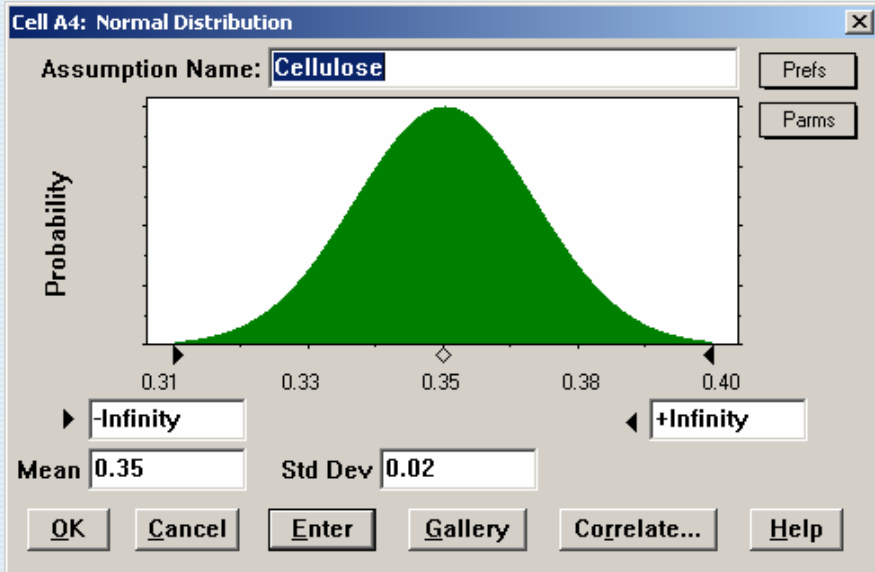 Cell A4: Normal Distribution
Assumption Name: Cellulose
Prefs
Parms
Probability
0.31 0.33 0.35 0.38 0.40
-Infinity +Infinity
Mean 0.35 Std Dev 0.02
OK Cancel Enter Gallery Correlate... Help